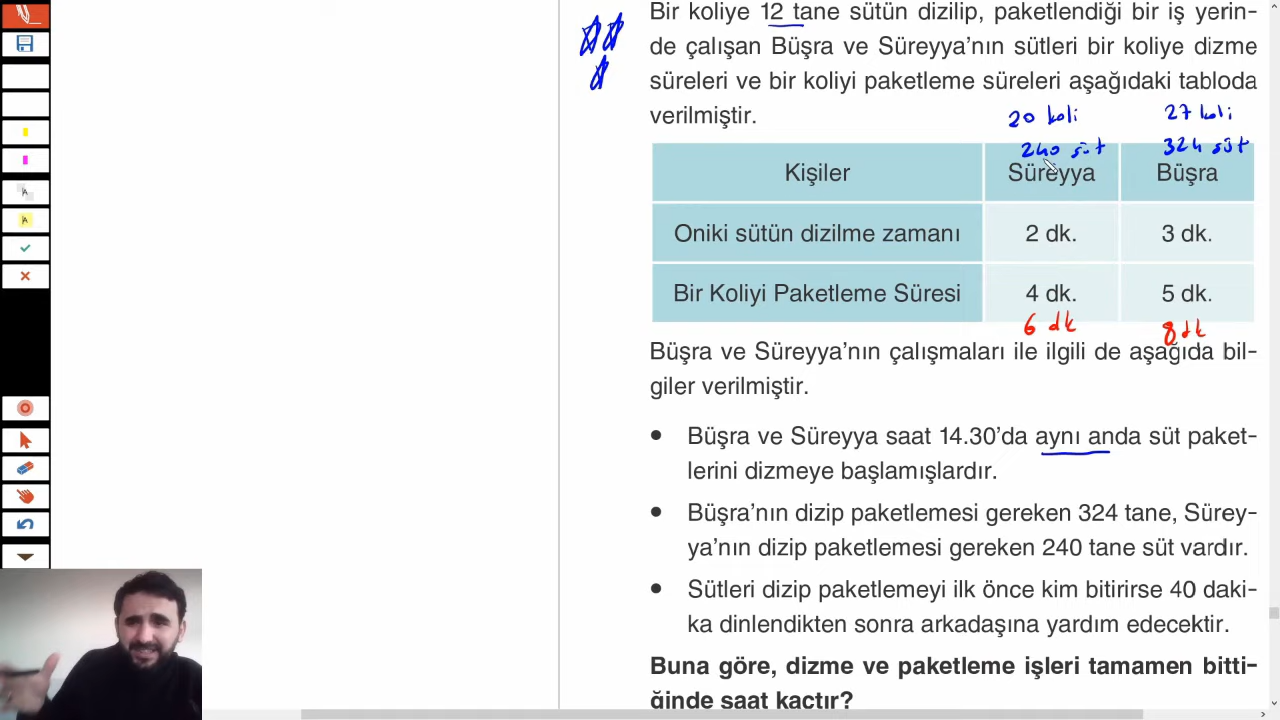 Bir koliye 12 tane sütün dizilip, paketlendiği bir iş yerin-
de çalışan Büşra ve Süreyya'nın sütleri bir koliye dizme
süreleri ve bir koliyi paketleme süreleri aşağıdaki tabloda
verilmiştir.
20 koli 27 koli
240 süt 324 süt
Kişiler Süreyya Büşra
Oniki sütün dizilme zamanı 2 dk. 3 dk.
Bir Koliyi Paketleme Süresi 4 dk. 5 dk.
6 dk 8 dk
Büşra ve Süreyya'nın çalışmaları ile ilgili de aşağıda bil-
giler verilmiştir.
• Büşra ve Süreyya saat 14.30'da aynı anda süt paket-
lerini dizmeye başlamışlardır.
• Büşra'nın dizip paketlemesi gereken 324 tane, Sürey-
ya'nın dizip paketlemesi gereken 240 tane süt vardır.
• Sütleri dizip paketlemeyi ilk önce kim bitirirse 40 daki-
ka dinlendikten sonra arkadaşına yardım edecektir.
Buna göre, dizme ve paketleme işleri tamamen bitti-
ğinde saat kaçtır?